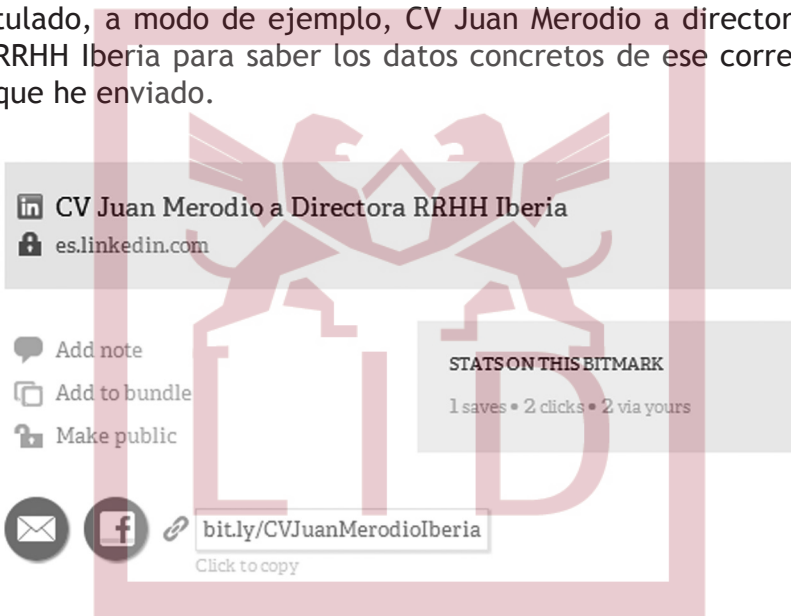 tulado, a modo de ejemplo, CV Juan Merodio a director
RRHH Iberia para saber los datos concretos de ese corre
que he enviado.
CV Juan Merodio a Directora RRHH Iberia
es.linkedin.com
Add note
Add to bundle
Make public
STATS ON THIS BITMARK
1 saves • 2 clicks • 2 via yours
bit.ly/CVJuanMerodioIberia
Click to copy
LID